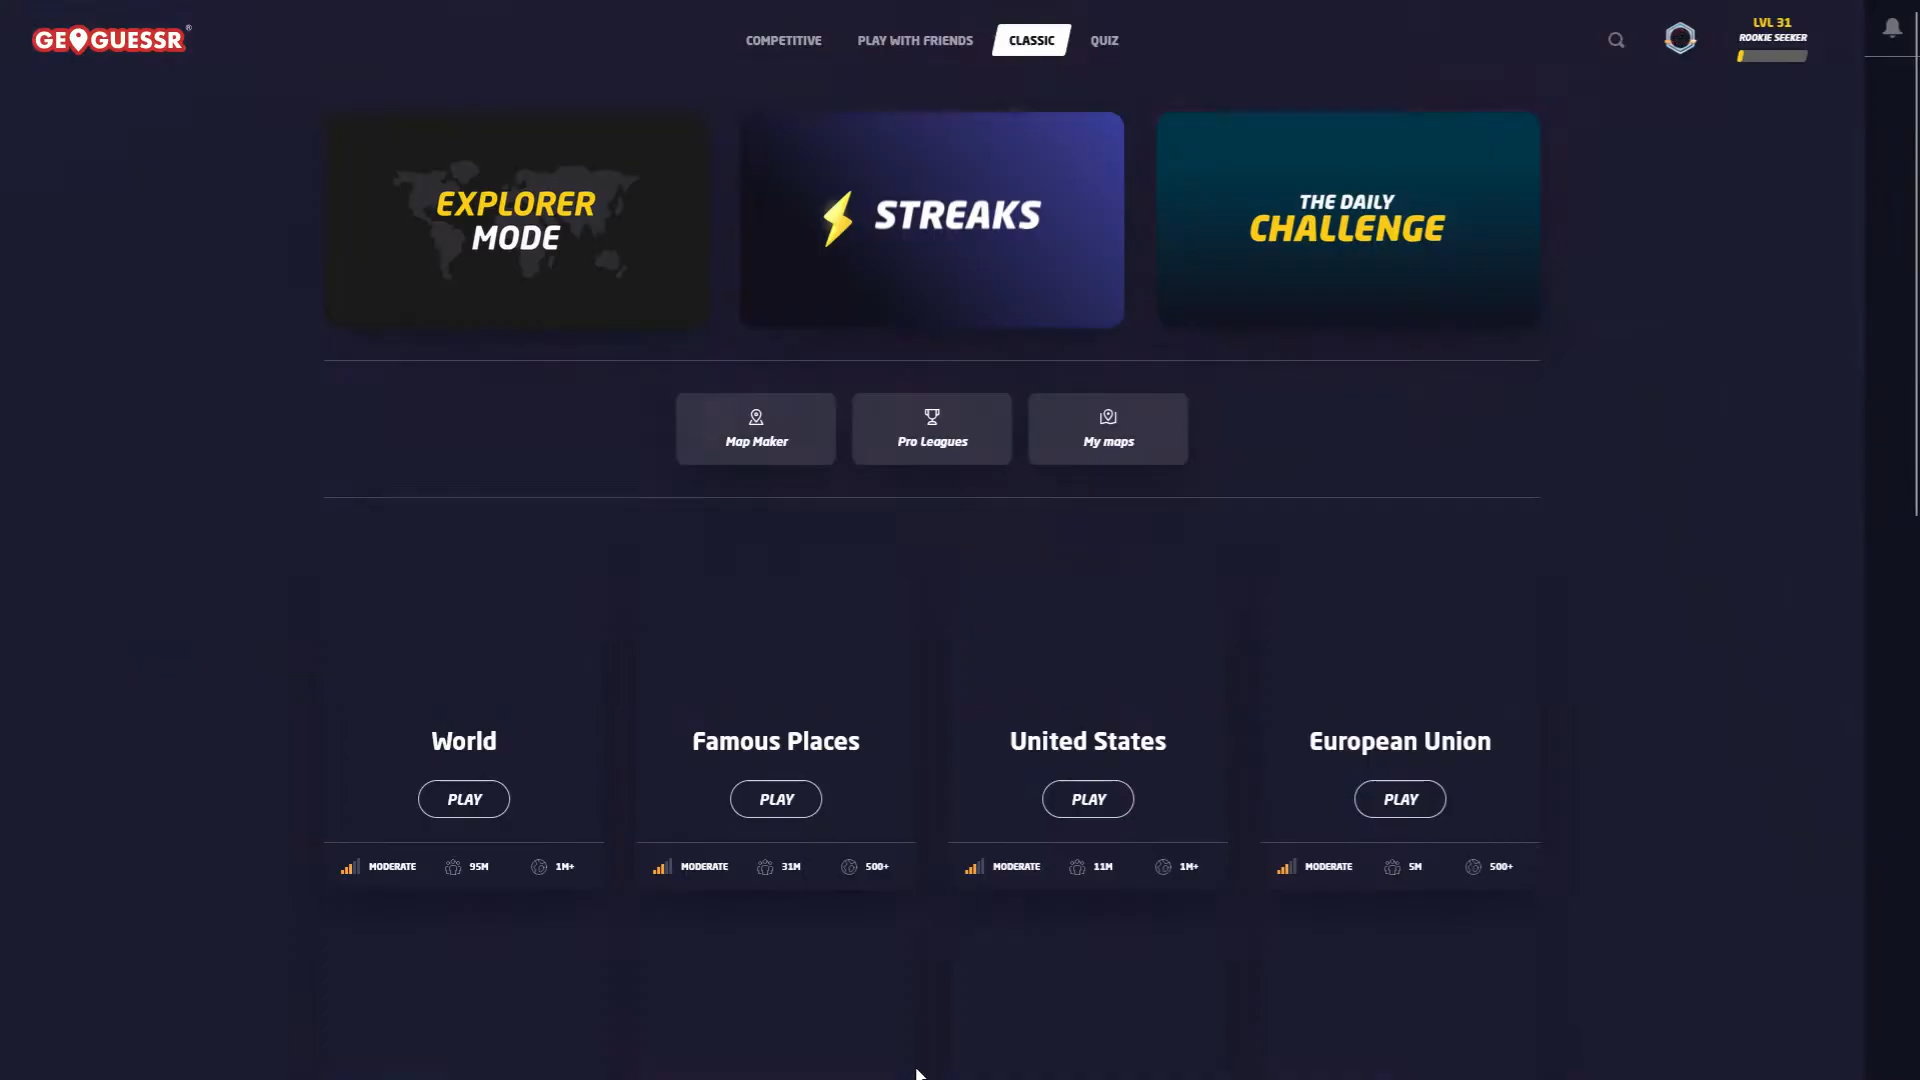 GEOGUESSR®
COMPETITIVE
PLAY WITH FRIENDS
CLASSIC
QUIZ
LVL 31
ROOKIE SEEKER
EXPLORER
MODE
STREAKS
THE DAILY
CHALLENGE
Map Maker
Pro Leagues
My maps
World
Famous Places
United States
European Union
PLAY
PLAY
PLAY
PLAY
MODERATE 95M 1M+
MODERATE 31M 500+
MODERATE 11M 1M+
MODERATE 5M 500+